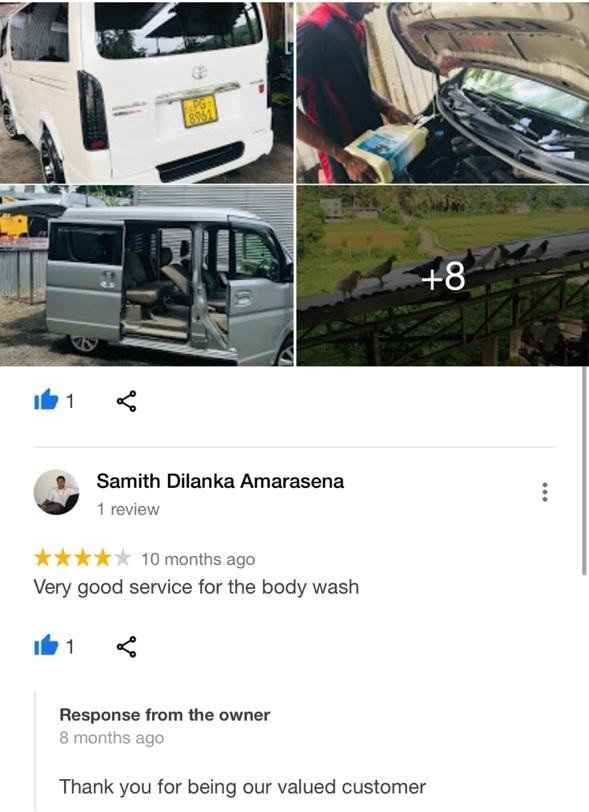 PG
8961
+8
1
Samith Dilanka Amarasena
1 review
10 months ago
Very good service for the body wash
1
Response from the owner
8 months ago
Thank you for being our valued customer